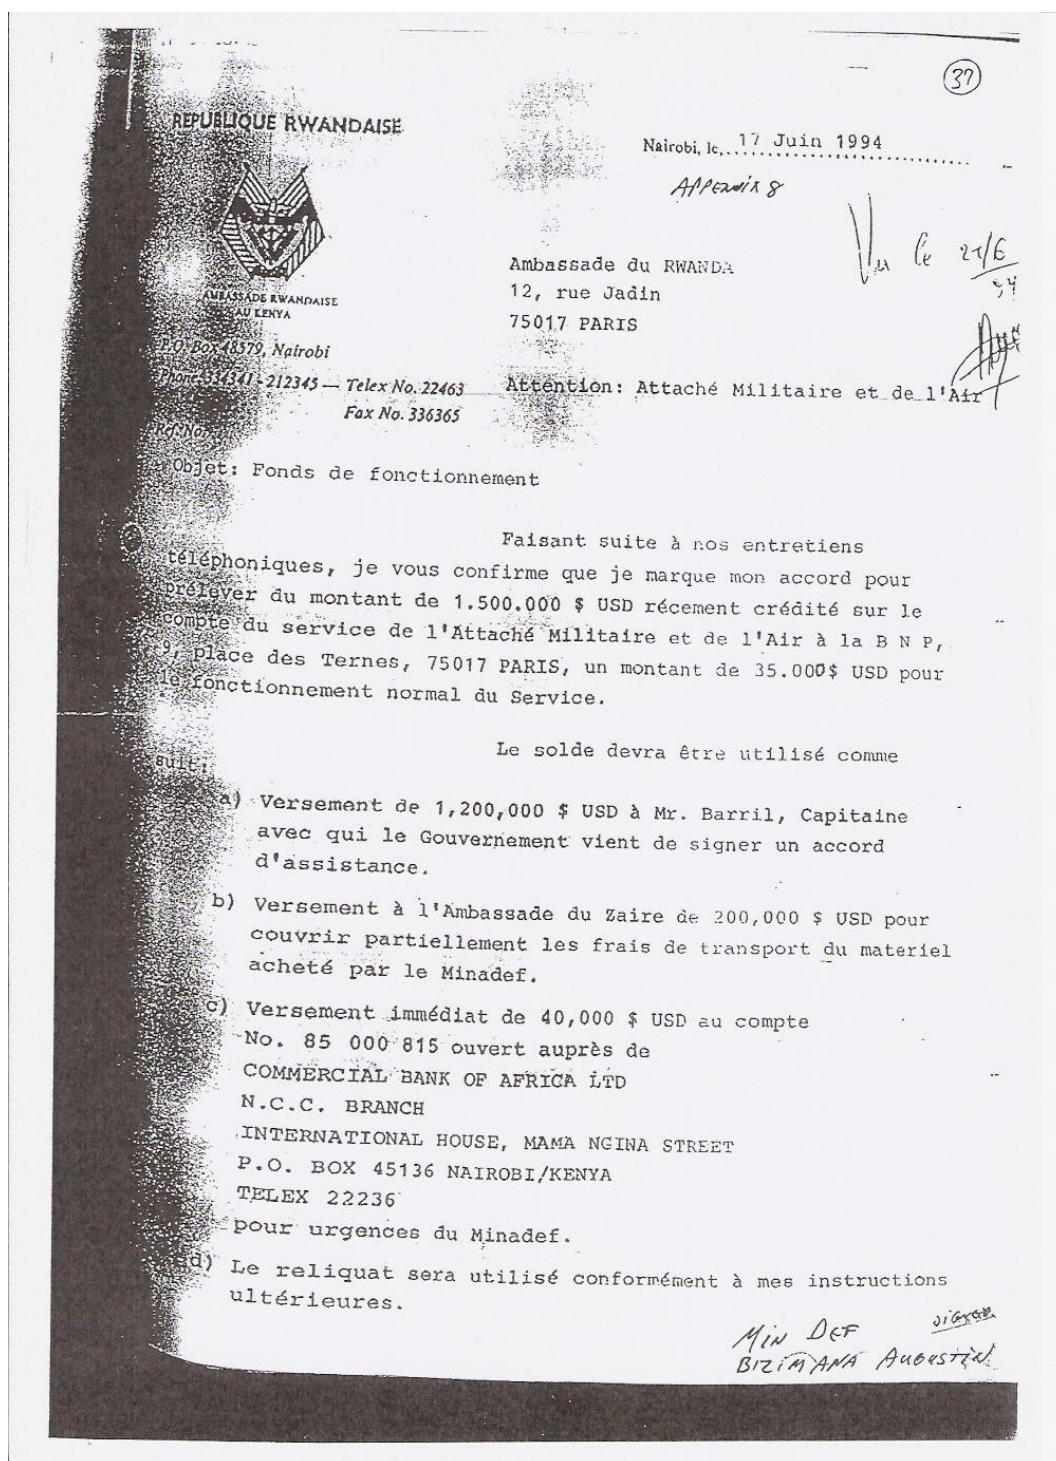 37
REPUBLIQUE RWANDAISE
Nairobi, le, 17 Juin 1994
APPENDIX 8
Vu le 21/6
94
AMBASSADE RWANDAISE
AU KENYA
P.O. Box 48579, Nairobi
Phone: 334341 - 212345 — Telex No. 22463
Fax No. 336365
Ref. No.
Ambassade du RWANDA
12, rue Jadin
75017 PARIS
Attention: Attaché Militaire et de l'Air
Objet: Fonds de fonctionnement
Faisant suite à nos entretiens
téléphoniques, je vous confirme que je marque mon accord pour
prélever du montant de 1.500.000 $ USD récement crédité sur le
compte du service de l'Attaché Militaire et de l'Air à la B N P,
9, place des Ternes, 75017 PARIS, un montant de 35.000$ USD pour
le fonctionnement normal du Service.
Le solde devra être utilisé comme
suit:
a) Versement de 1,200,000 $ USD à Mr. Barril, Capitaine
avec qui le Gouvernement vient de signer un accord
d'assistance.
b) Versement à l'Ambassade du Zaire de 200,000 $ USD pour
couvrir partiellement les frais de transport du materiel
acheté par le Minadef.
c) Versement immédiat de 40,000 $ USD au compte
No. 85 000 815 ouvert auprès de
COMMERCIAL BANK OF AFRICA LTD
N.C.C. BRANCH
INTERNATIONAL HOUSE, MAMA NGINA STREET
P.O. BOX 45136 NAIROBI/KENYA
TELEX 22236
pour urgences du Minadef.
d) Le reliquat sera utilisé conformément à mes instructions
ultérieures.
MIN DEF
BIZIMANA AUGUSTIN